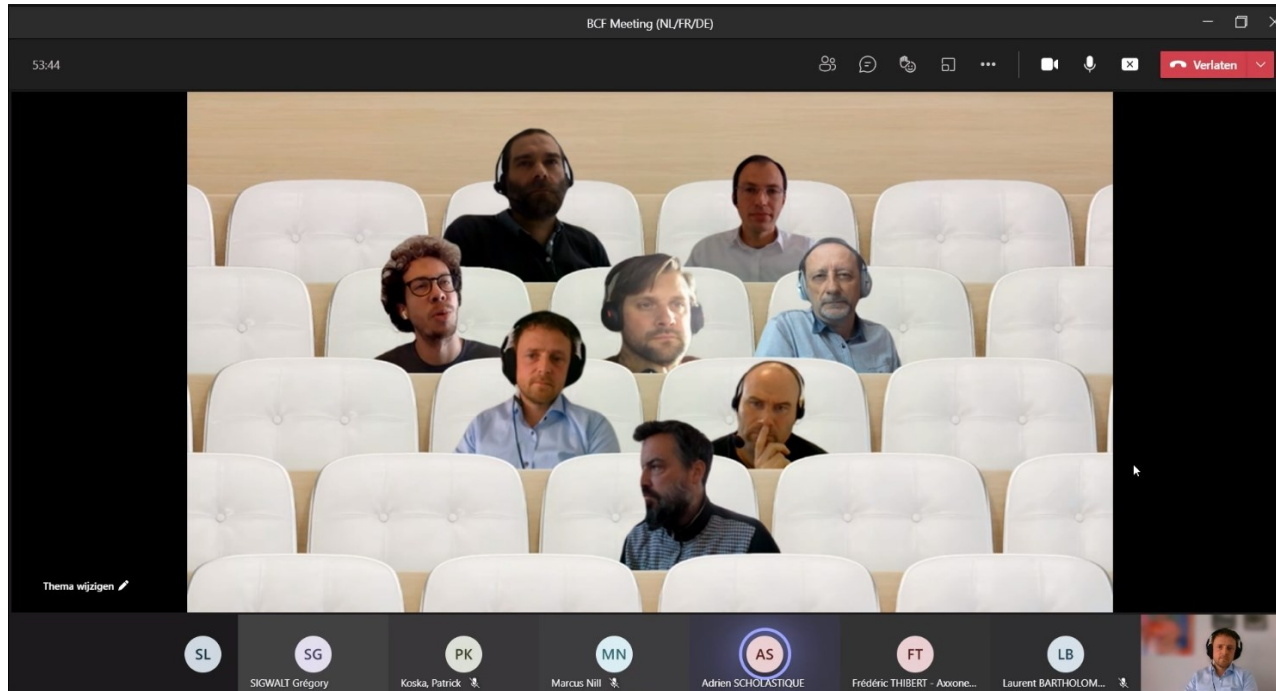 BCF Meeting (NL/FR/DE)
53:44
Verlaten
Thema wijzigen
SL
SG
PK
MN
AS
FT
LB
SIGWALT Grégory
Koska, Patrick
Marcus Nill
Adrien SCHOLASTIQUE
Frédéric THIBERT - Axxone...
Laurent BARTHOLOM...